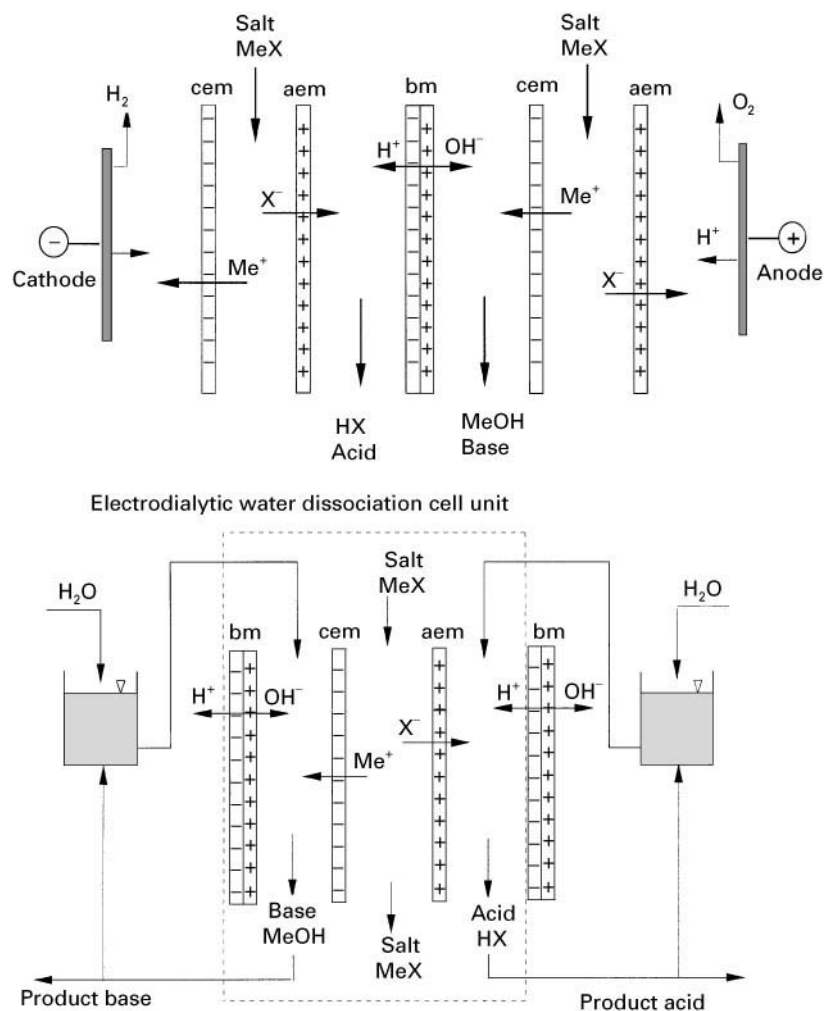 Salt
MeX
Salt
MeX
cem
aem
bm
cem
aem
H₂
O₂
H⁺
OH⁻
X⁻
Me⁺
Me⁺
H⁺
X⁻
−
Cathode
+
Anode
HX
Acid
MeOH
Base
Electrodialytic water dissociation cell unit
Salt
MeX
H₂O
H₂O
bm
cem
aem
bm
H⁺
OH⁻
X⁻
Me⁺
H⁺
OH⁻
Base
MeOH
Salt
MeX
Acid
HX
Product base
Product acid